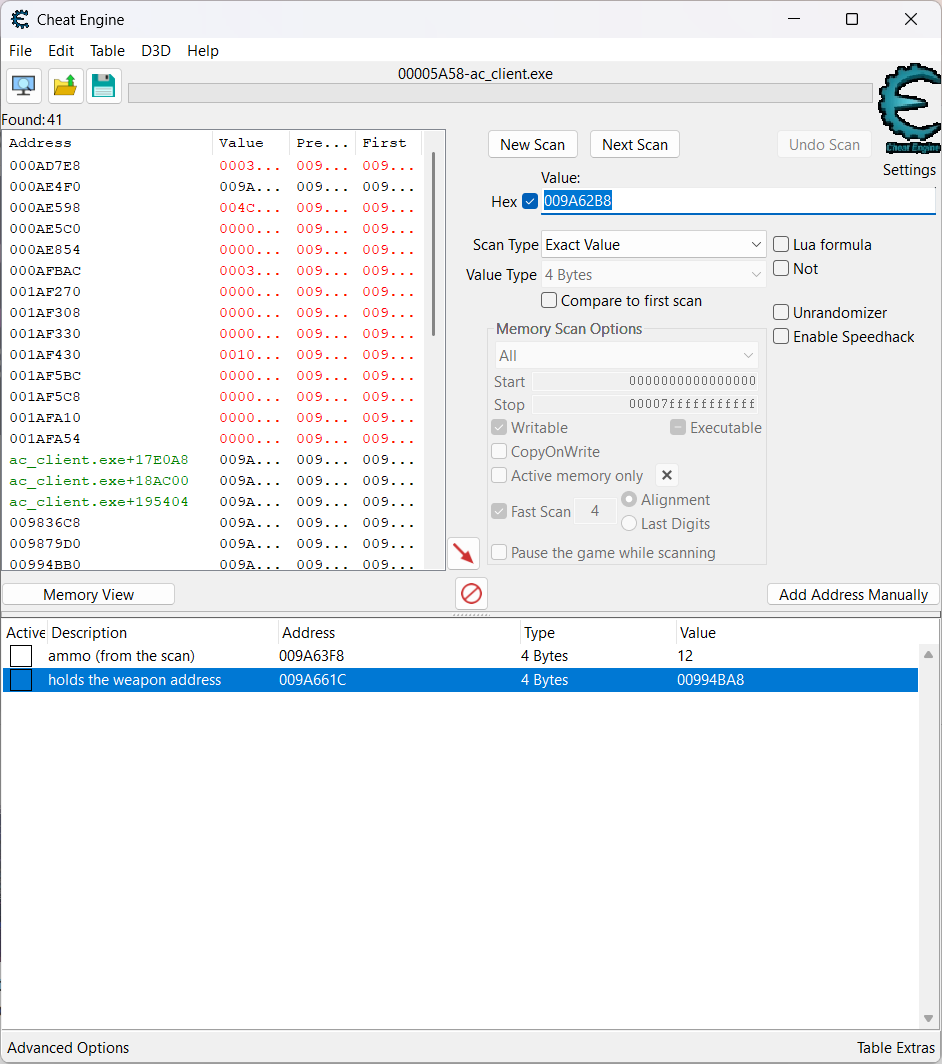 Cheat Engine
File Edit Table D3D Help
00005A58-ac_client.exe
Found:41
Address Value Pre... First
000AD7E8 0003... 009... 009...
000AE4F0 009A... 009... 009...
000AE598 004C... 009... 009...
000AE5C0 0000... 009... 009...
000AE854 0000... 009... 009...
000AFBAC 0003... 009... 009...
001AF270 0000... 009... 009...
001AF308 0000... 009... 009...
001AF330 0000... 009... 009...
001AF430 0010... 009... 009...
001AF5BC 0000... 009... 009...
001AF5C8 0000... 009... 009...
001AFA10 0000... 009... 009...
001AFA54 0000... 009... 009...
ac_client.exe+17E0A8 009A... 009... 009...
ac_client.exe+18AC00 009A... 009... 009...
ac_client.exe+195404 009A... 009... 009...
009836C8 009A... 009... 009...
009879D0 009A... 009... 009...
00994BB0 009A... 009... 009...
New Scan Next Scan Undo Scan
Cheat Engine
Settings
Value:
Hex 009A62B8
Scan Type Exact Value
Lua formula
Value Type 4 Bytes
Not
Compare to first scan
Unrandomizer
Enable Speedhack
Memory Scan Options
All
Start 0000000000000000
Stop 00007fffffffffff
Writable Executable
CopyOnWrite
Active memory only
Fast Scan 4 Alignment
Last Digits
Pause the game while scanning
Memory View Add Address Manually
Active Description Address Type Value
ammo (from the scan) 009A63F8 4 Bytes 12
holds the weapon address 009A661C 4 Bytes 00994BA8
Advanced Options Table Extras